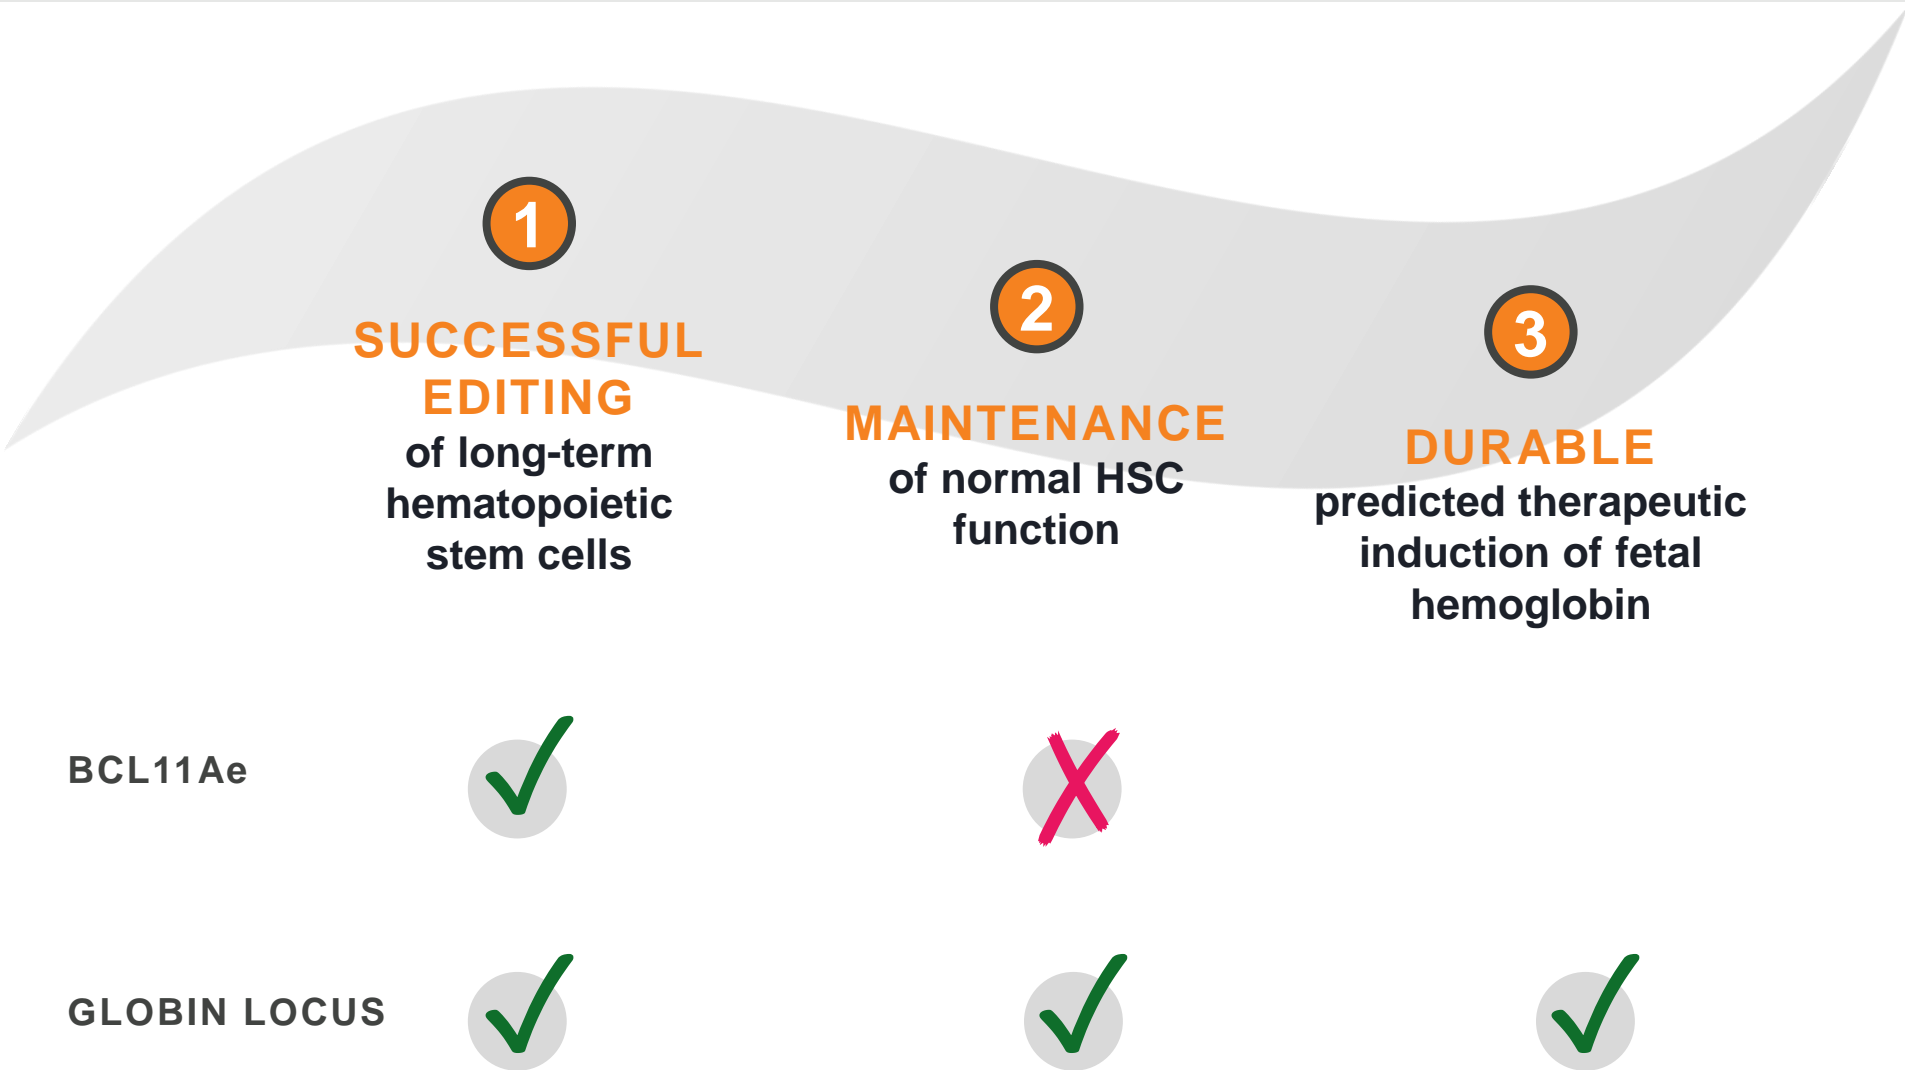 1
SUCCESSFUL
EDITING
of long-term
hematopoietic
stem cells
2
MAINTENANCE
of normal HSC
function
3
DURABLE
predicted therapeutic
induction of fetal
hemoglobin
BCL11Ae
GLOBIN LOCUS